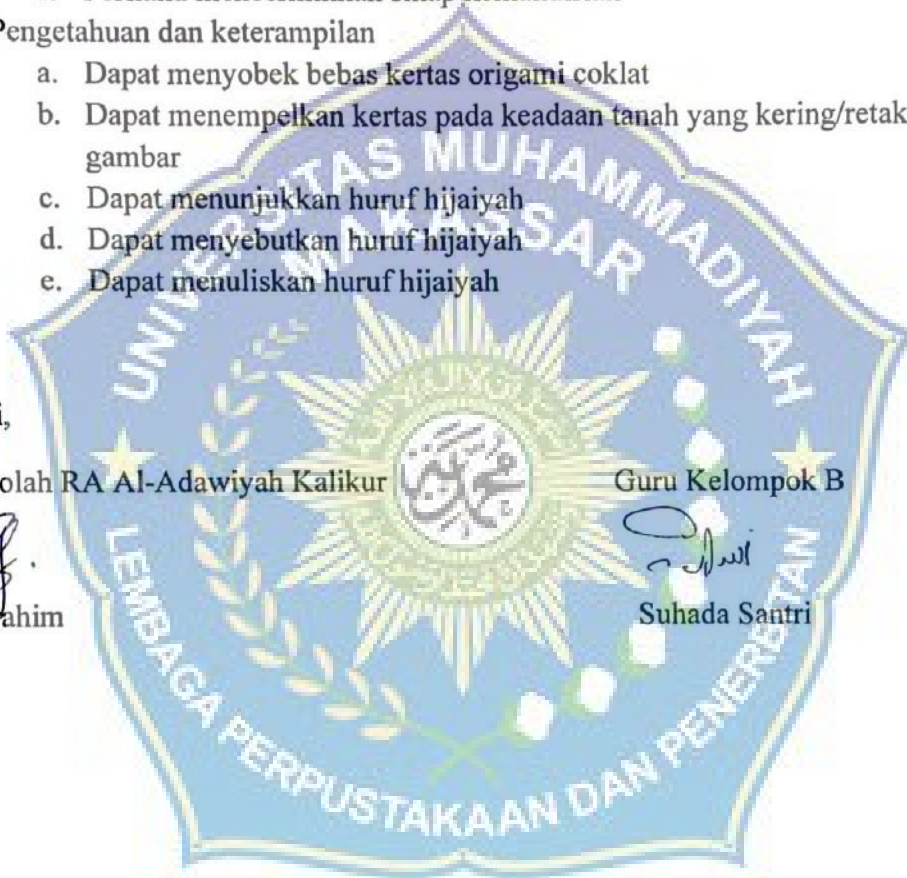 Pengetahuan dan keterampilan
a. Dapat menyobek bebas kertas origami coklat
b. Dapat menempelkan kertas pada keadaan tanah yang kering/retak
gambar
c. Dapat menunjukkan huruf hijaiyah
d. Dapat menyebutkan huruf hijaiyah
e. Dapat menuliskan huruf hijaiyah
UNIVERSITAS MUHAMMADIYAH
MAKASSAR
olah RA Al-Adawiyah Kalikur
Guru Kelompok B
ahim
Suhada Santri
LEMBAGA PERPUSTAKAAN DAN PENERBITAN